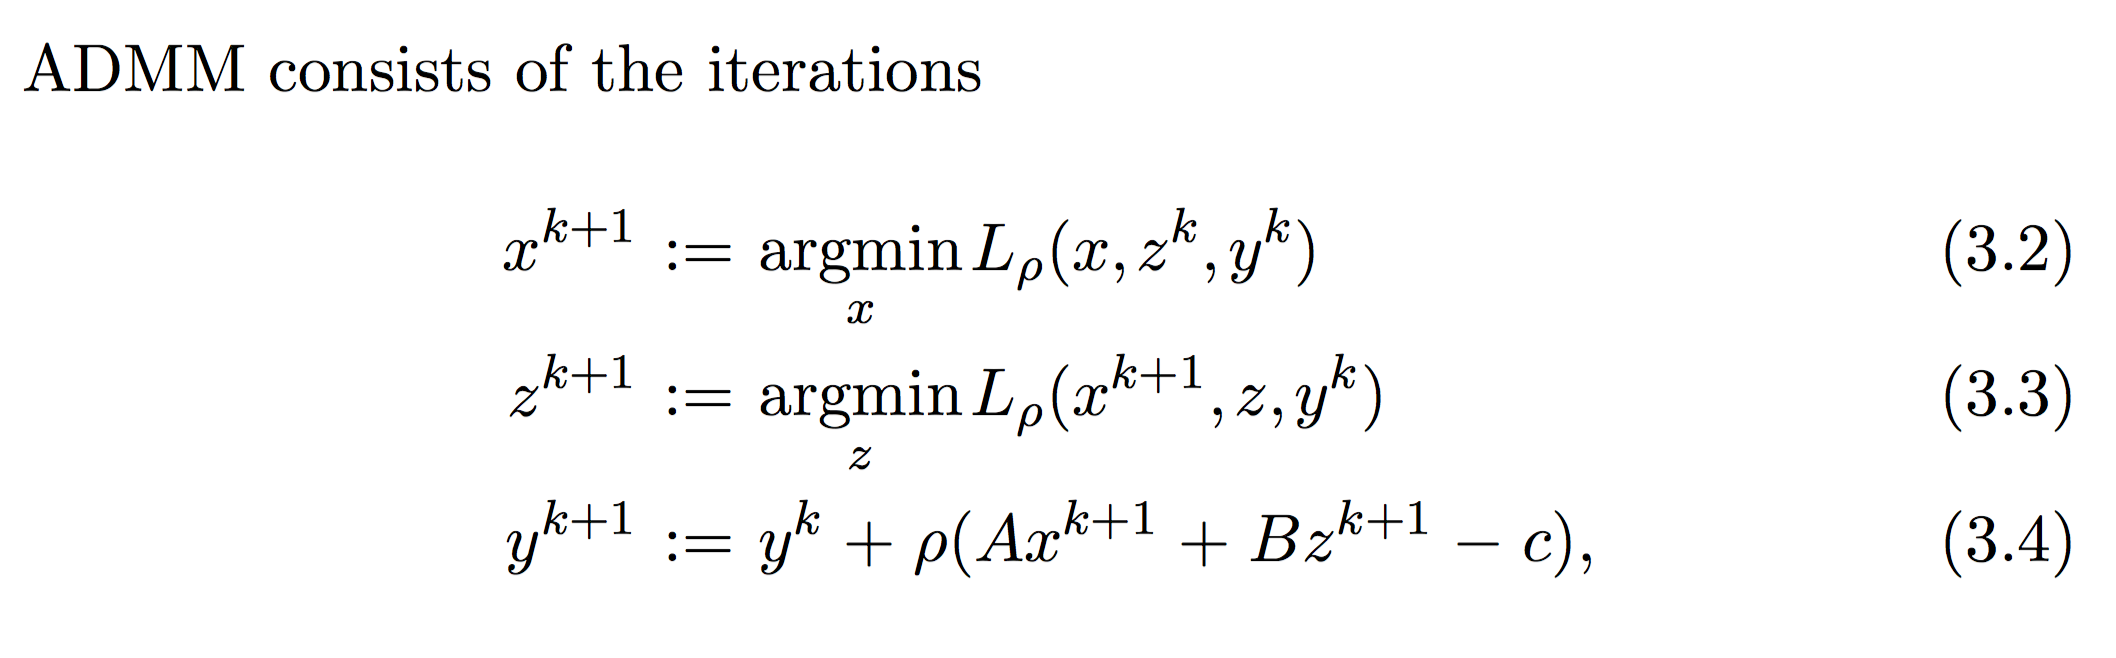 ADMM consists of the iterations
x^{k+1} := argmin_x L_ρ(x, z^k, y^k) (3.2)
z^{k+1} := argmin_z L_ρ(x^{k+1}, z, y^k) (3.3)
y^{k+1} := y^k + ρ(Ax^{k+1} + Bz^{k+1} − c), (3.4)